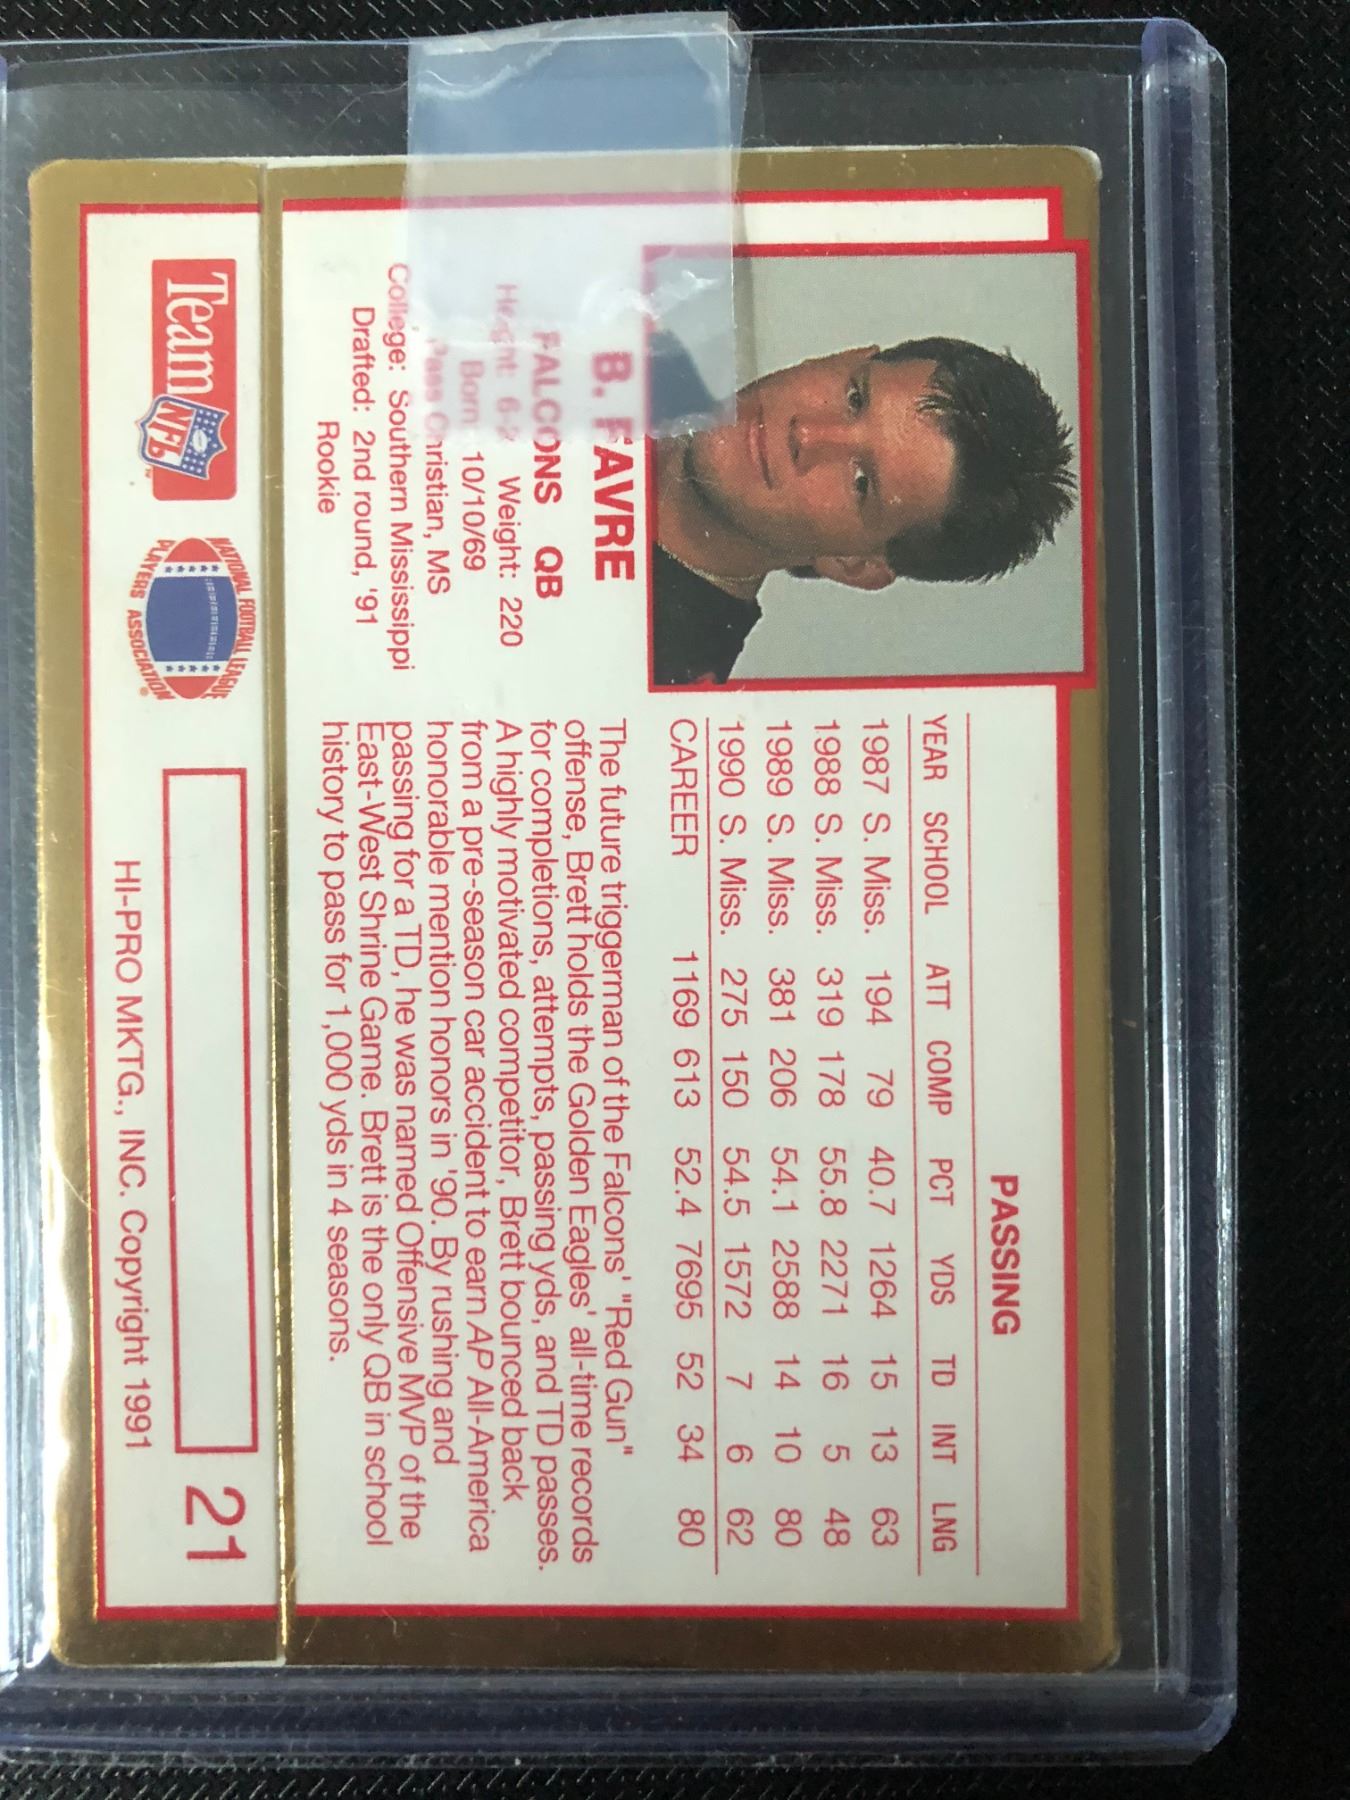 PASSING
YEAR SCHOOL ATT COMP PCT YDS TD INT LNG
1987 S. Miss. 194 79 40.7 1264 15 13 63
1988 S. Miss. 319 178 55.8 2271 16 5 48
1989 S. Miss. 381 206 54.1 2588 14 10 80
1990 S. Miss. 275 150 54.5 1572 7 6 62
CAREER 1169 613 52.4 7695 52 34 80
B. FAVRE
FALCONS QB
Height: 6-2 Weight: 220
Born: 10/10/69
Pass Christian, MS
College: Southern Mississippi
Drafted: 2nd round, '91
Rookie
The future triggerman of the Falcons' "Red Gun"
offense, Brett holds the Golden Eagles' all-time records
for completions, attempts, passing yds, and TD passes.
A highly motivated competitor, Brett bounced back
from a pre-season car accident to earn AP All-America
honorable mention honors in '90. By rushing and
passing for a TD, he was named Offensive MVP of the
East-West Shrine Game. Brett is the only QB in school
history to pass for 1,000 yds in 4 seasons.
Team NFL™
NATIONAL FOOTBALL LEAGUE
PLAYERS ASSOCIATION®
21
HI-PRO MKTG., INC. Copyright 1991